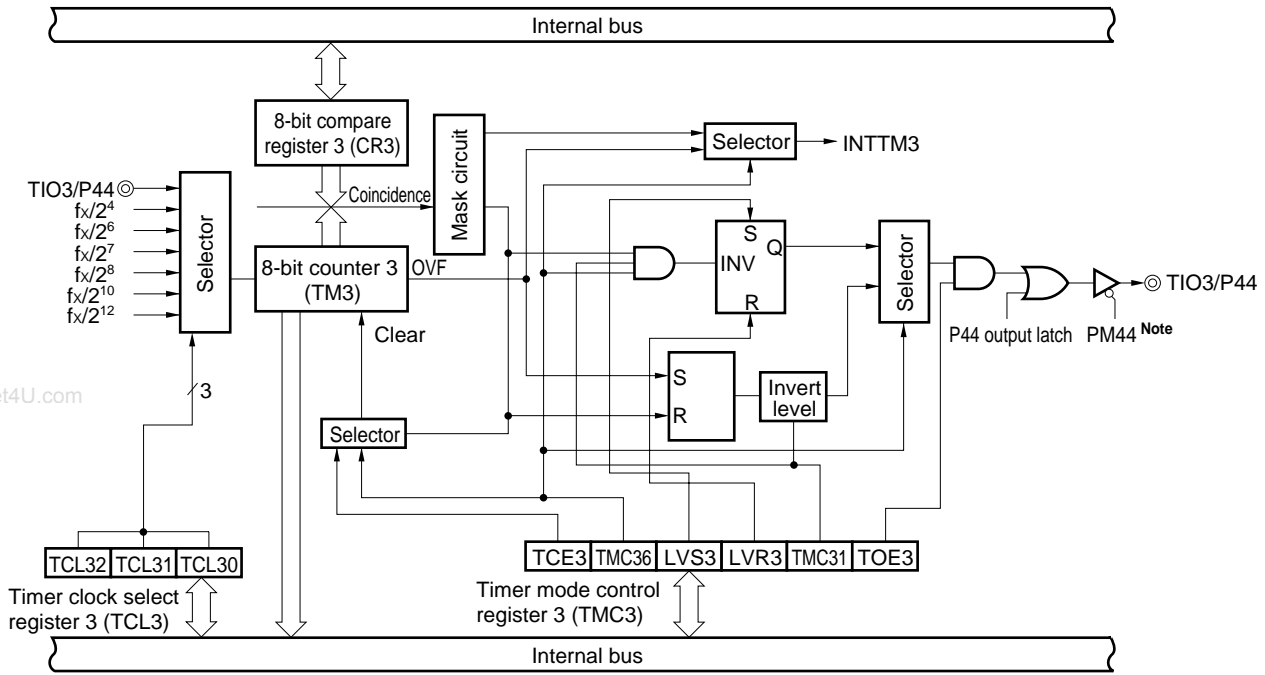 Internal bus
8-bit compare
register 3 (CR3)
Mask circuit
Selector
INTTM3
TIO3/P44
fx/2⁴
fx/2⁶
fx/2⁷
fx/2⁸
fx/2¹⁰
fx/2¹²
Selector
Coincidence
8-bit counter 3
(TM3)
OVF
Clear
S
INV
Q
R
Selector
TIO3/P44
P44 output latch
PM44 Note
S
R
Invert
level
Selector
3
et4U.com
TCL32
TCL31
TCL30
Timer clock select
register 3 (TCL3)
TCE3
TMC36
LVS3
LVR3
TMC31
TOE3
Timer mode control
register 3 (TMC3)
Internal bus